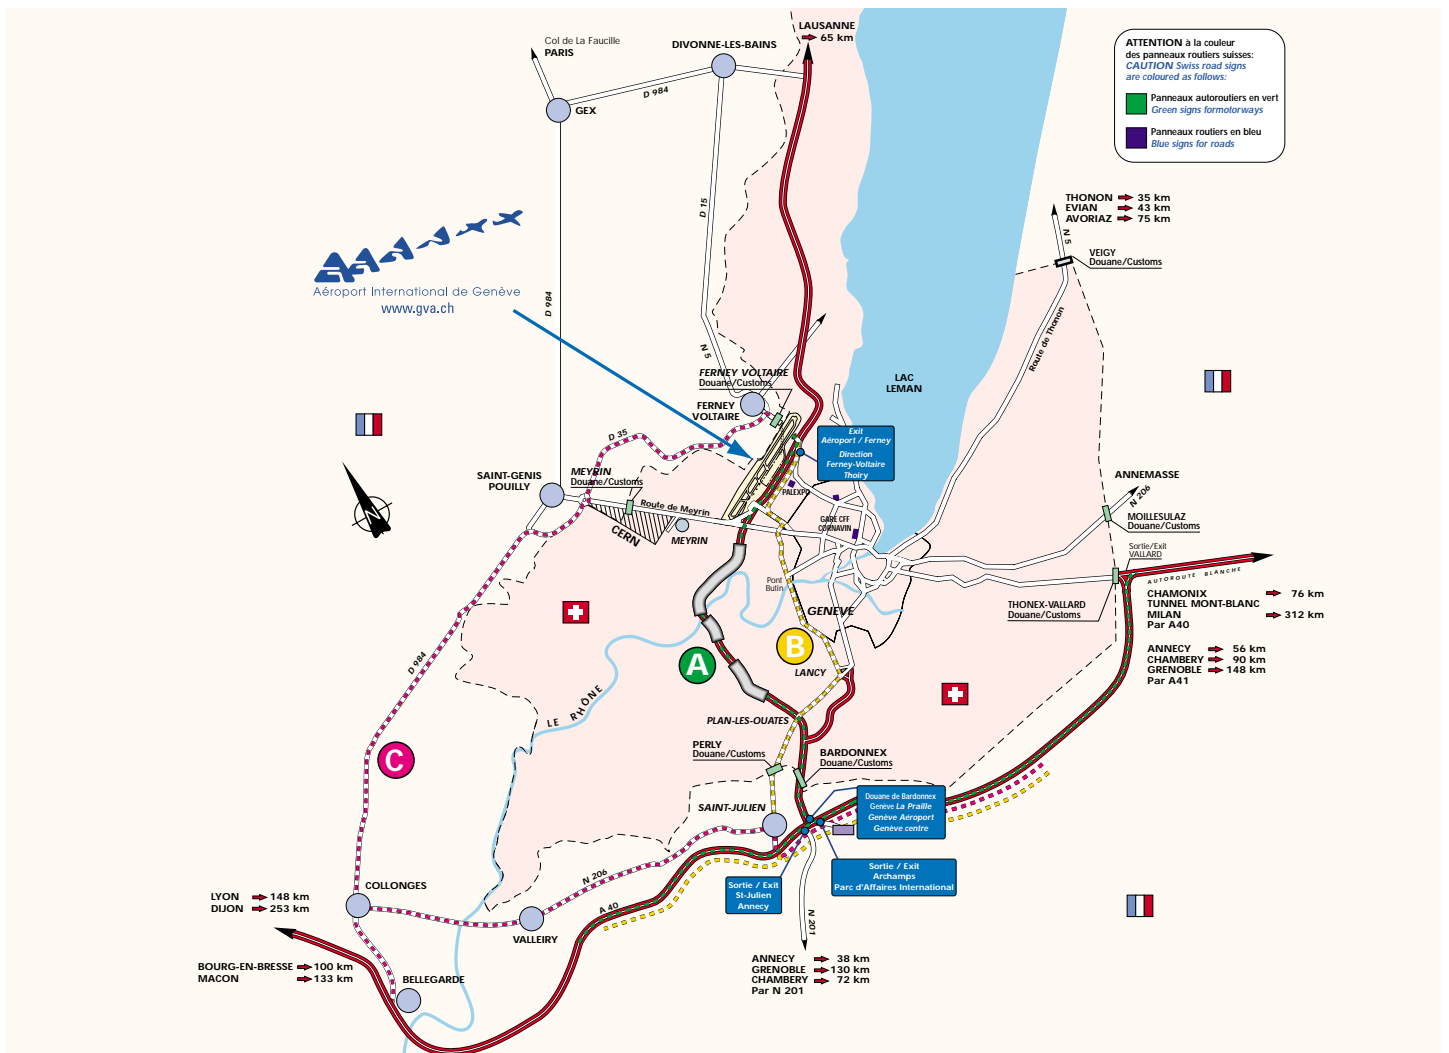 LAUSANNE
65 km
Col de La Faucille
PARIS
DIVONNE-LES-BAINS
D 984
GEX
ATTENTION à la couleur
des panneaux routiers suisses:
CAUTION Swiss road signs
are coloured as follows:
Panneaux autoroutiers en vert
Green signs formotorways
Panneaux routiers en bleu
Blue signs for roads
D 15
THONON 35 km
EVIAN 43 km
AVORIAZ 75 km
N 5
VEIGY
Douane/Customs
Aéroport International de Genève
www.gva.ch
D 984
Route de Thonon
N 5
FERNEY VOLTAIRE
Douane/Customs
LAC
LEMAN
FERNEY
VOLTAIRE
D 35
Exit
Aéroport / Ferney
Direction
Ferney-Voltaire
Thoiry
SAINT-GENIS
POUILLY
MEYRIN
Douane/Customs
PALEXPO
ANNEMASSE
N 206
Route de Meyrin
GARE CFF
CORNAVIN
MOILLESULAZ
Douane/Customs
N
CERN
MEYRIN
Sortie/Exit
VALLARD
AUTOROUTE BLANCHE
Pont
Butin
GENEVE
THONEX-VALLARD
Douane/Customs
CHAMONIX 76 km
TUNNEL MONT-BLANC
MILAN 312 km
Par A40
ANNECY 56 km
CHAMBERY 90 km
GRENOBLE 148 km
Par A41
A
B
LANCY
D 984
LE RHÔNE
PLAN-LES-OUATES
C
PERLY
Douane/Customs
BARDONNEX
Douane/Customs
SAINT-JULIEN
Douane de Bardonnex
Genève La Praille
Genève Aéroport
Genève centre
Sortie / Exit
Archamps
Parc d'Affaires International
Sortie / Exit
St-Julien
Annecy
N 206
COLLONGES
LYON 148 km
DIJON 253 km
A 40
N 201
VALLEIRY
BOURG-EN-BRESSE 100 km
MACON 133 km
BELLEGARDE
ANNECY 38 km
GRENOBLE 130 km
CHAMBERY 72 km
Par N 201